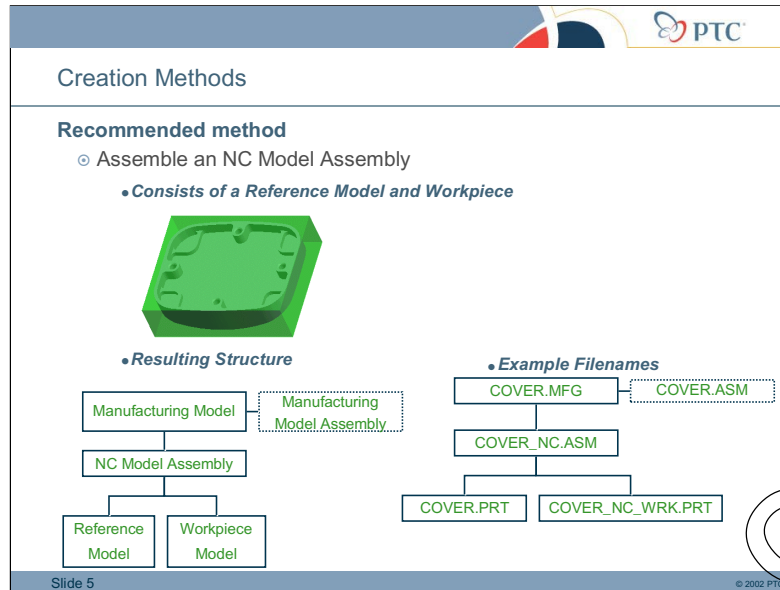 PTC
Creation Methods
Recommended method
Assemble an NC Model Assembly
Consists of a Reference Model and Workpiece
Resulting Structure
Manufacturing Model
Manufacturing
Model Assembly
NC Model Assembly
Reference
Model
Workpiece
Model
Example Filenames
COVER.MFG
COVER.ASM
COVER_NC.ASM
COVER.PRT
COVER_NC_WRK.PRT
Slide 5
© 2002 PTC